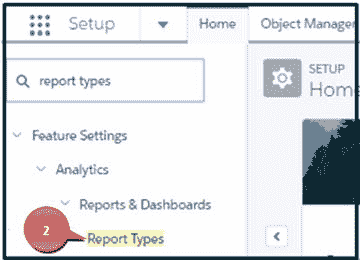 Setup
Home
Object Manager
report types
SETUP
Home
Feature Settings
Analytics
Reports & Dashboards
2
Report Types